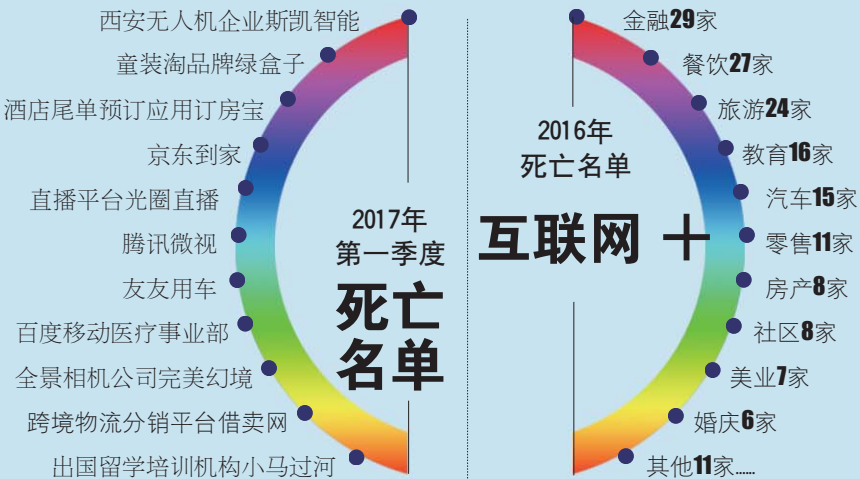 西安无人机企业斯凯智能
童装淘品牌绿盒子
酒店尾单预订应用订房宝
京东到家
直播平台光圈直播
腾讯微视
友友用车
百度移动医疗事业部
全景相机公司完美幻境
跨境物流分销平台借卖网
出国留学培训机构小马过河
2017年
第一季度
死亡
名单
2016年
死亡名单
互联网 +
金融29家
餐饮27家
旅游24家
教育16家
汽车15家
零售11家
房产8家
社区8家
美业7家
婚庆6家
其他11家……